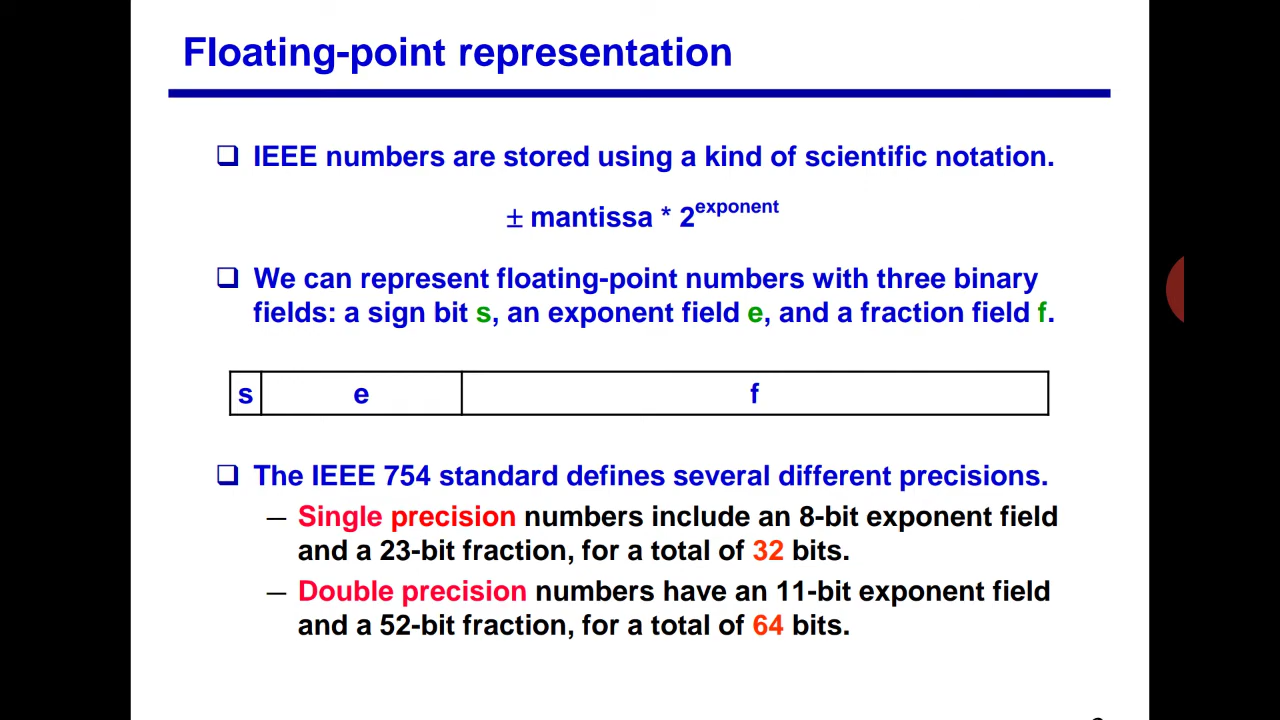 Floating-point representation
❑ IEEE numbers are stored using a kind of scientific notation.
± mantissa * 2^exponent
❑ We can represent floating-point numbers with three binary
fields: a sign bit s, an exponent field e, and a fraction field f.
s e f
❑ The IEEE 754 standard defines several different precisions.
— Single precision numbers include an 8-bit exponent field
and a 23-bit fraction, for a total of 32 bits.
— Double precision numbers have an 11-bit exponent field
and a 52-bit fraction, for a total of 64 bits.